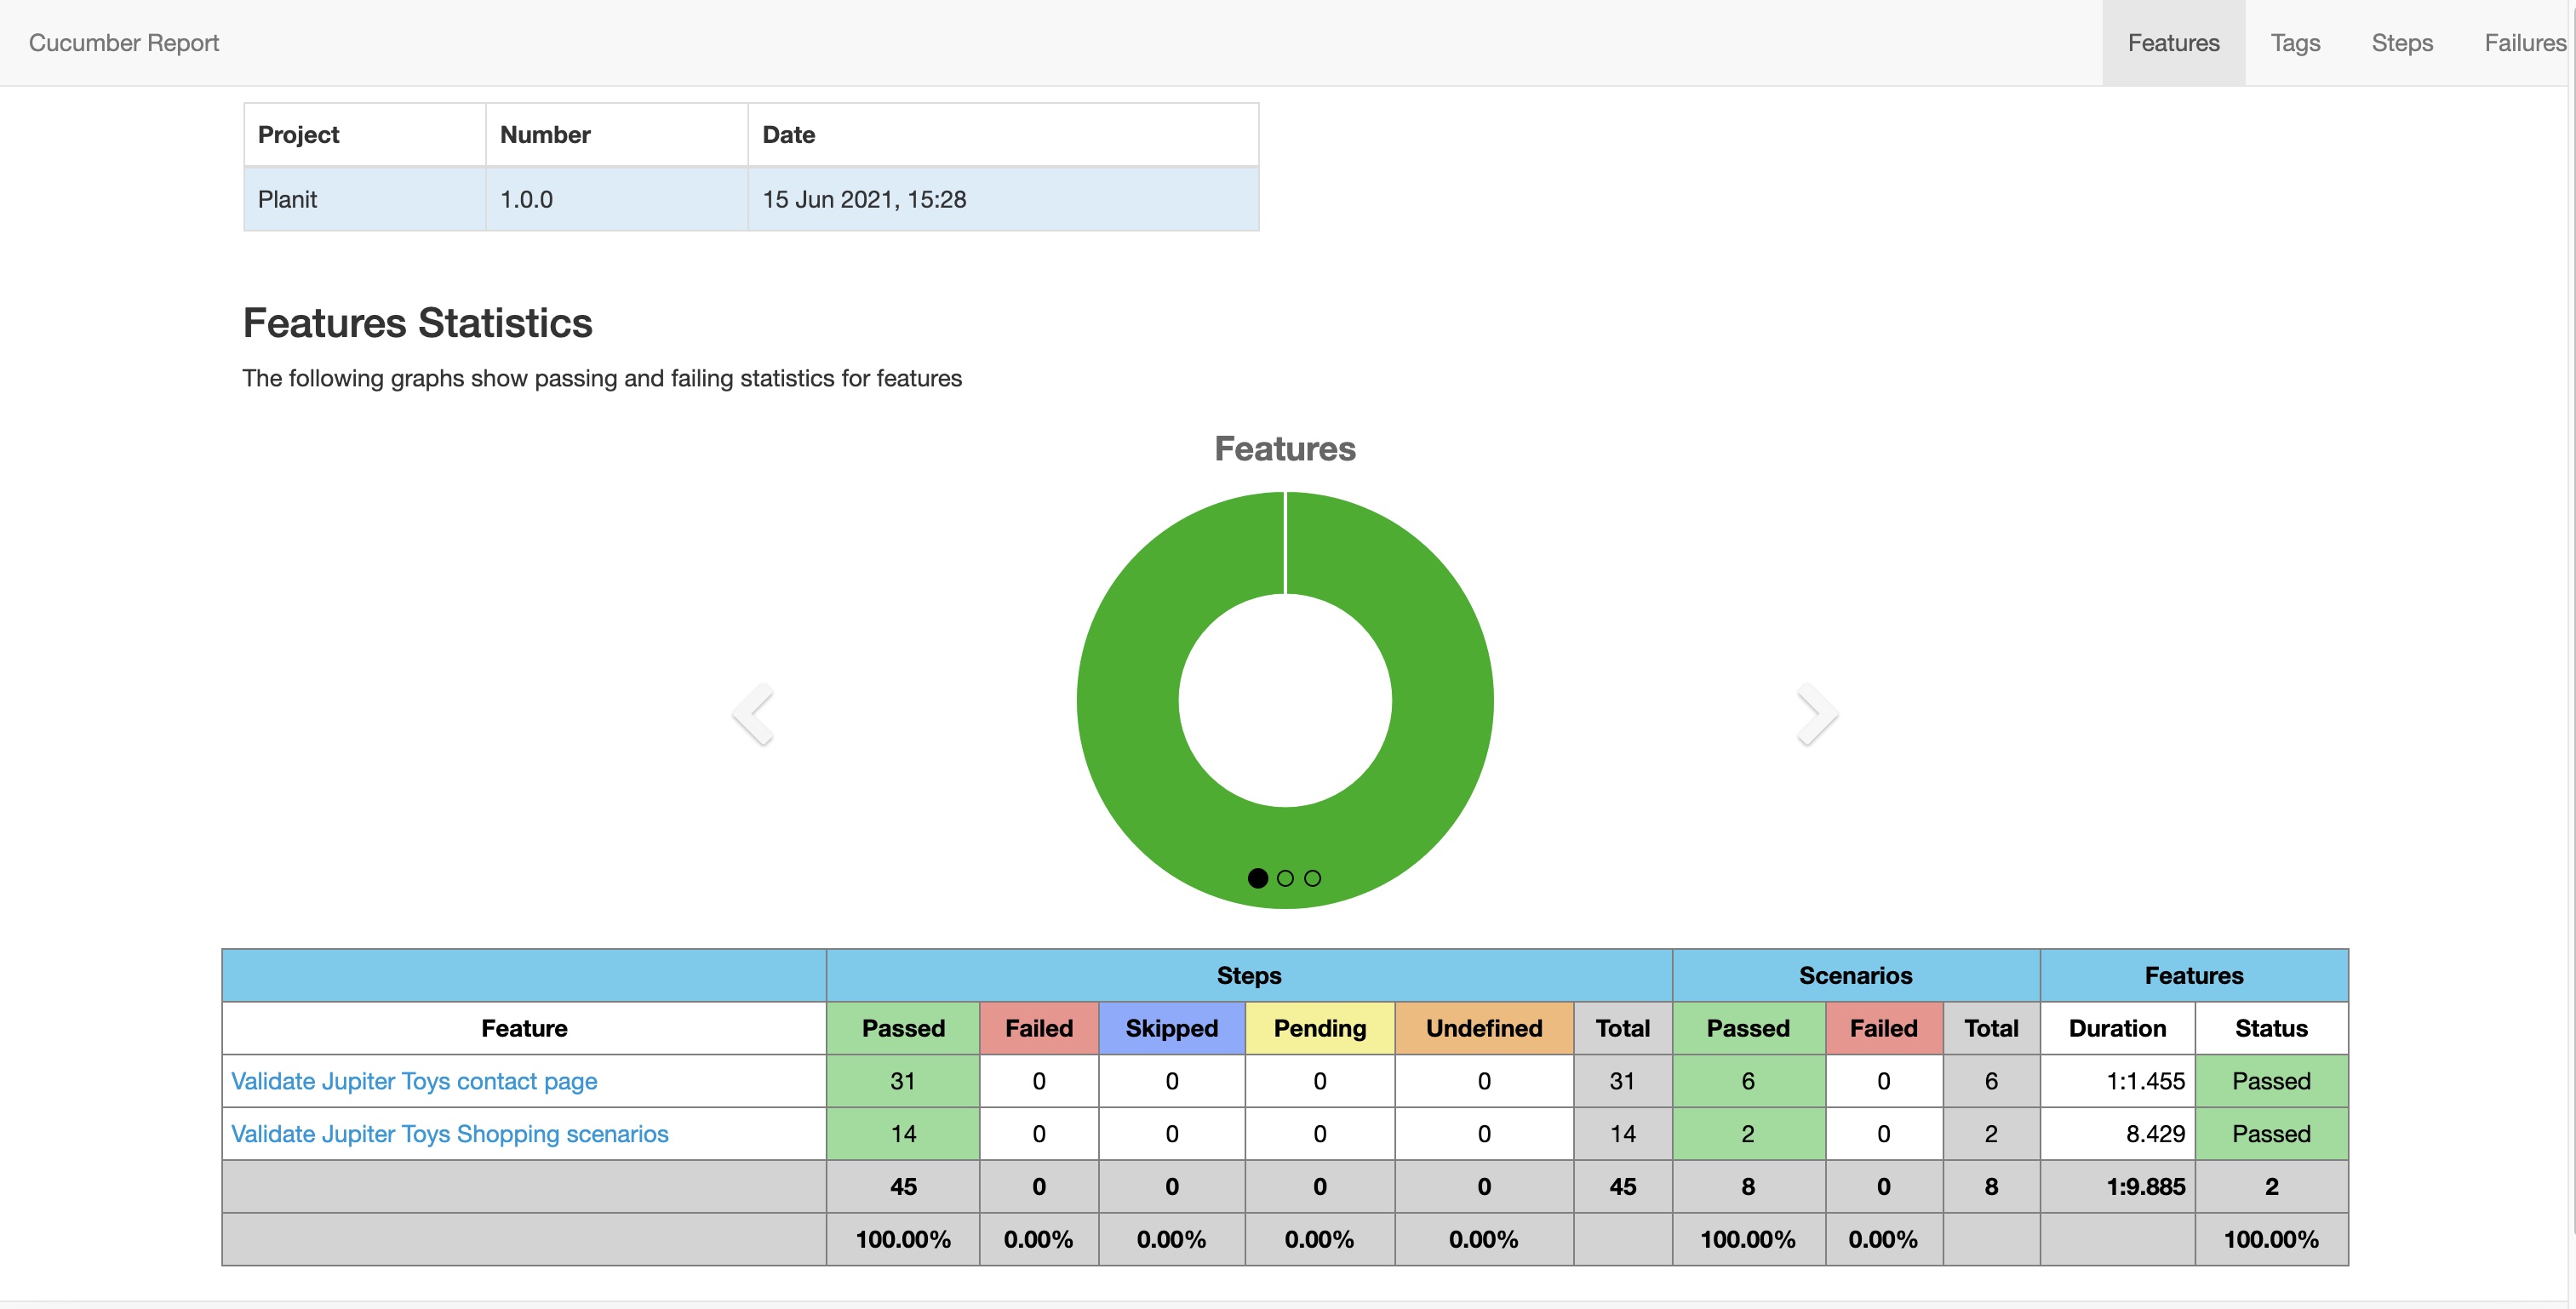 Cucumber Report Features Tags Steps Failures
Project Number Date
Planit 1.0.0 15 Jun 2021, 15:28
Features Statistics
The following graphs show passing and failing statistics for features
Features
Steps Scenarios Features
Feature Passed Failed Skipped Pending Undefined Total Passed Failed Total Duration Status
Validate Jupiter Toys contact page 31 0 0 0 0 31 6 0 6 1:1.455 Passed
Validate Jupiter Toys Shopping scenarios 14 0 0 0 0 14 2 0 2 8.429 Passed
45 0 0 0 0 45 8 0 8 1:9.885 2
100.00% 0.00% 0.00% 0.00% 0.00% 100.00% 0.00% 100.00%